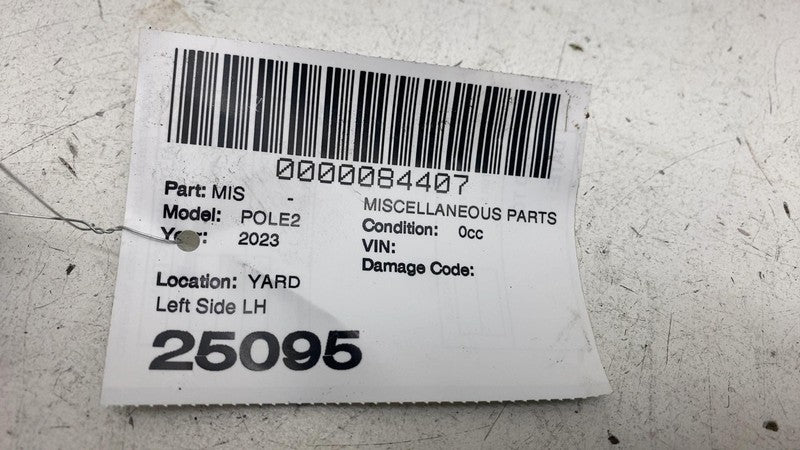 0000084407
Part: MIS -
MISCELLANEOUS PARTS
Model: POLE2
Condition: 0cc
Year: 2023
VIN:
Damage Code:
Location: YARD
Left Side LH
25095